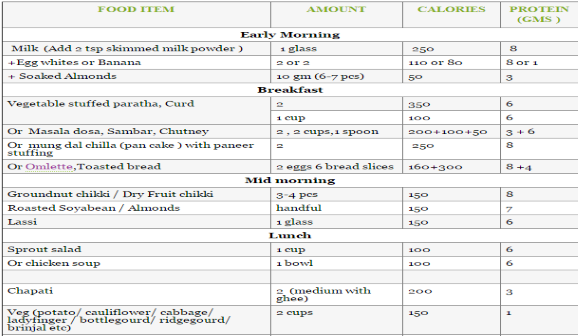 FOOD ITEM AMOUNT CALORIES PROTEIN (GMS )
Early Morning
Milk (Add 2 tsp skimmed milk powder ) 1 glass 250 8
+Egg whites or Banana 2 or 2 110 or 80 8 or 1
+ Soaked Almonds 10 gm (6-7 pcs) 50 3
Breakfast
Vegetable stuffed paratha, Curd 2 350 6
1 cup 100 6
Or Masala dosa, Sambar, Chutney 2 , 2 cups,1 spoon 200+100+50 3 + 6
Or mung dal chilla (pan cake ) with paneer 2 250 8
stuffing
Or Omlette,Toasted bread 2 eggs 6 bread slices 160+300 8 +4
Mid morning
Groundnut chikki / Dry Fruit chikki 3-4 pcs 150 8
Roasted Soyabean / Almonds handful 150 7
Lassi 1 glass 150 6
Lunch
Sprout salad 1 cup 100 6
Or chicken soup 1 bowl 100 6
Chapati 2 (medium with 200 3
ghee)
Veg (potato/ cauliflower/ cabbage/ 2 cups 150 1
ladyfinger / bottlegourd/ ridgegourd/
brinjal etc)